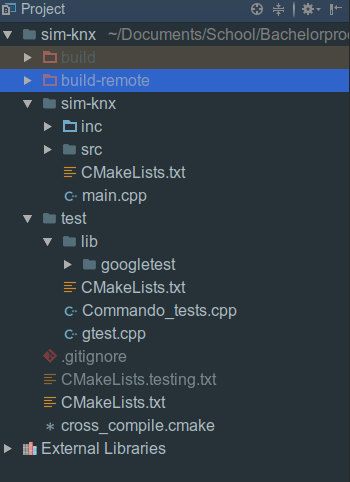 Project
sim-knx ~/Documents/School/Bachelorpro
build
build-remote
sim-knx
inc
src
CMakeLists.txt
main.cpp
test
lib
googletest
CMakeLists.txt
Commando_tests.cpp
gtest.cpp
.gitignore
CMakeLists.testing.txt
CMakeLists.txt
cross_compile.cmake
External Libraries